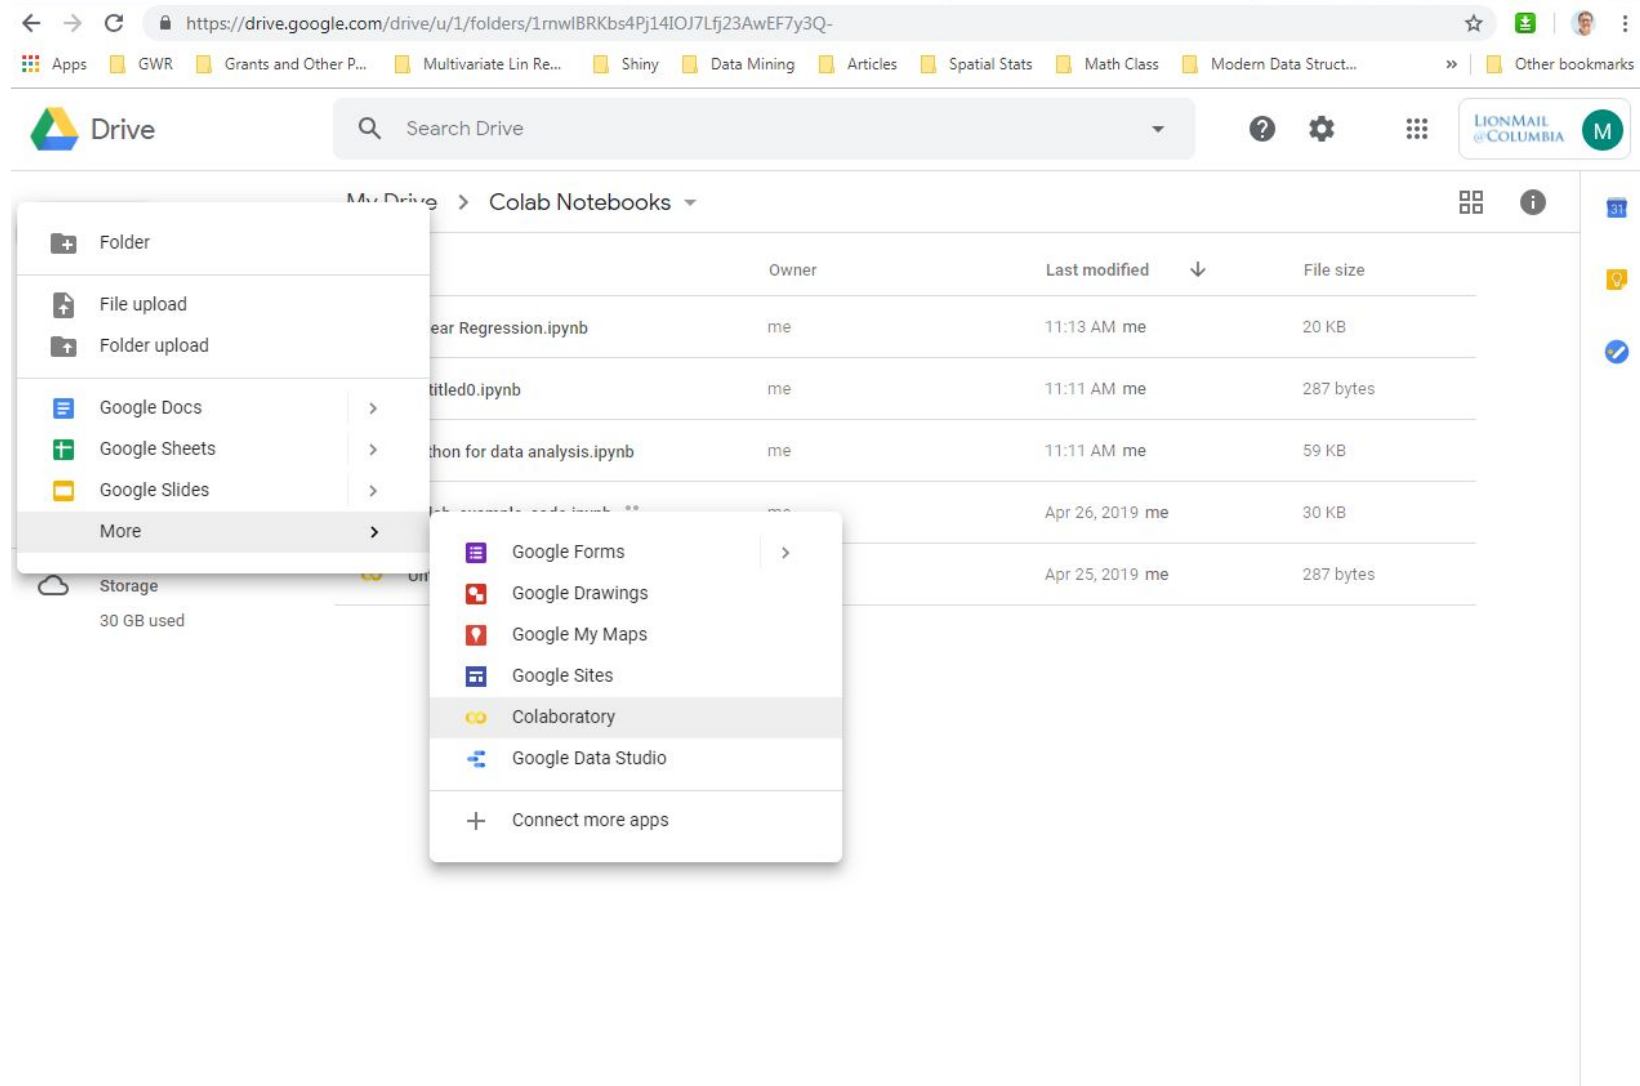 https://drive.google.com/drive/u/1/folders/1rnwlBRKbs4Pj14IOJ7Lfj23AwEF7y3Q-
Apps GWR Grants and Other P... Multivariate Lin Re... Shiny Data Mining Articles Spatial Stats Math Class Modern Data Struct... » Other bookmarks
Drive Search Drive LIONMAIL @COLUMBIA M
My Drive > Colab Notebooks
31
Folder
Owner Last modified File size
File upload
ear Regression.ipynb me 11:13 AM me 20 KB
Folder upload
titled0.ipynb me 11:11 AM me 287 bytes
Google Docs
Google Sheets
thon for data analysis.ipynb me 11:11 AM me 59 KB
Google Slides
More
Apr 26, 2019 me 30 KB
Google Forms
Apr 25, 2019 me 287 bytes
Storage
Google Drawings
30 GB used
Google My Maps
Google Sites
Colaboratory
Google Data Studio
Connect more apps